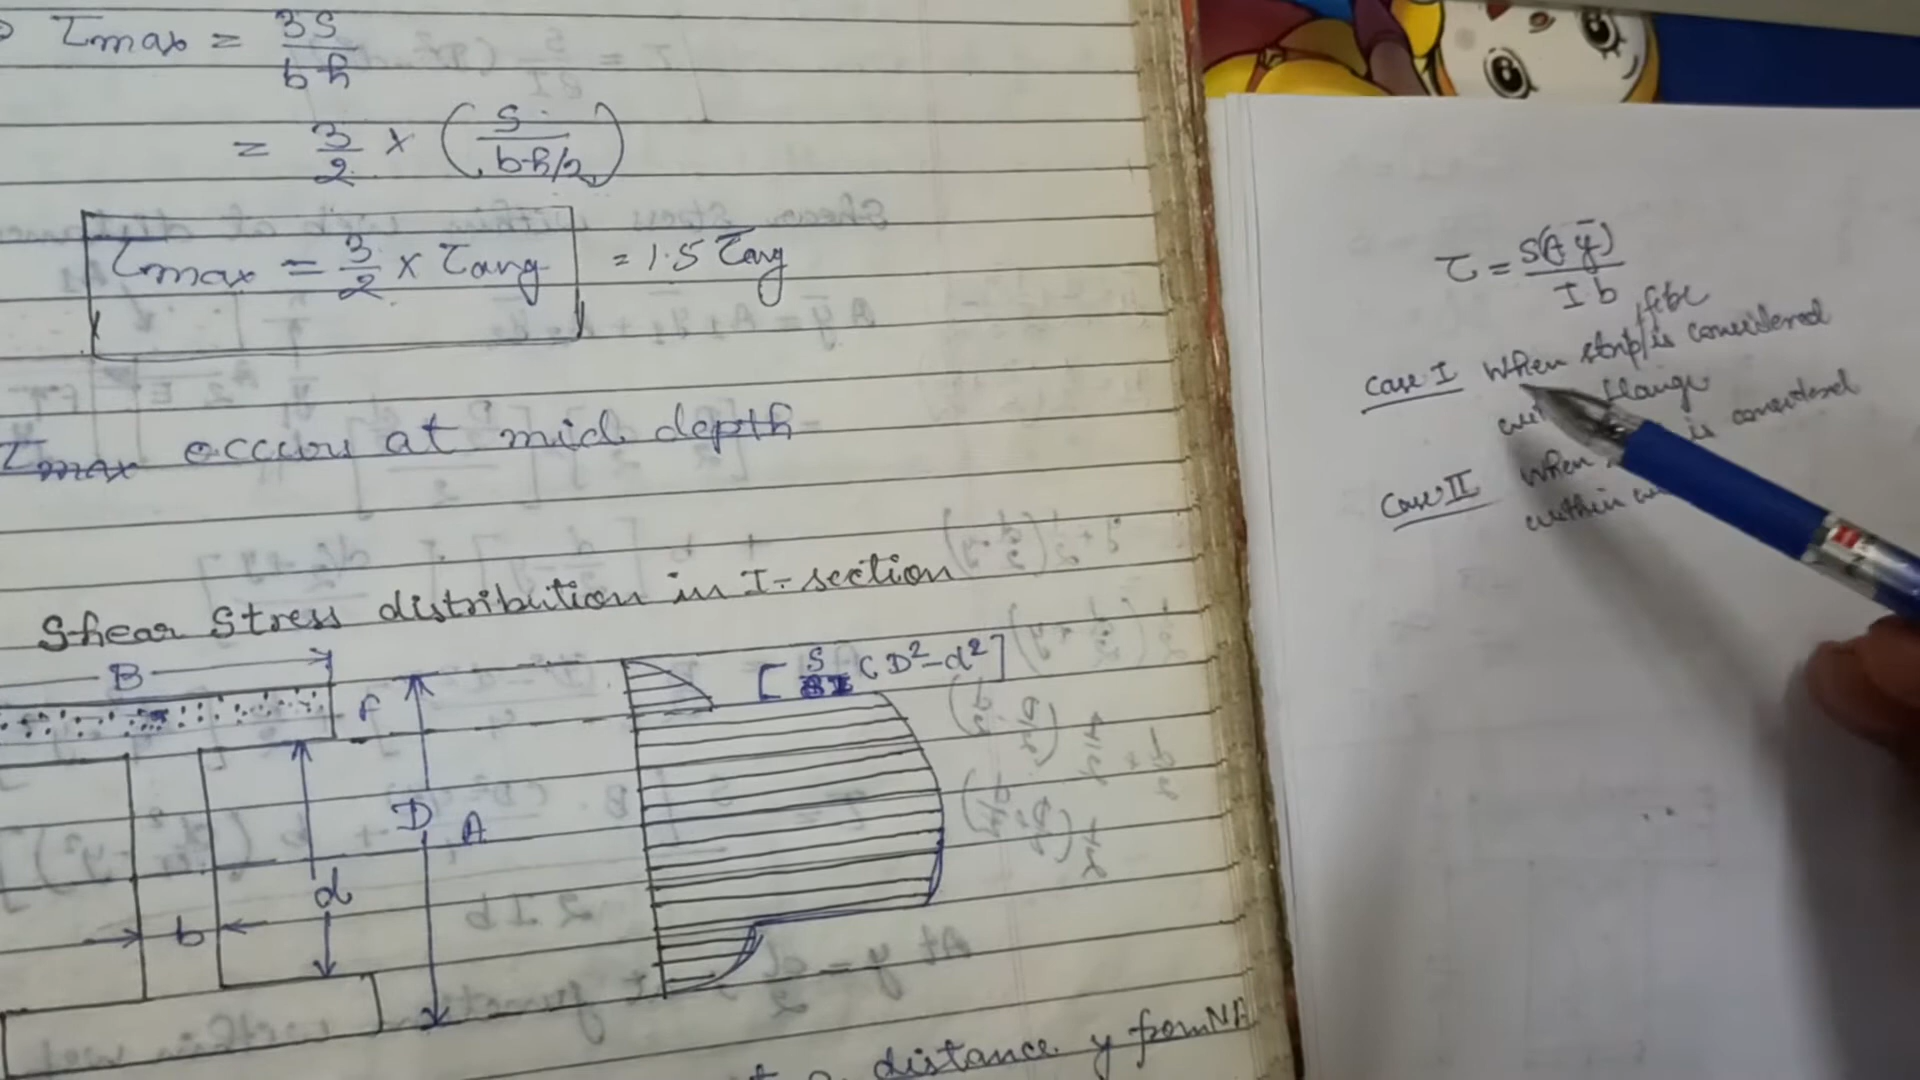 τmax = 3S / bh
= 3/2 × (S / b·h/2)
τmax = 3/2 × τavg = 1.5 τavg
τmax occurs at mid depth
Shear Stress distribution in I-section
B
[S/8I (D²-d²]
D
A
d
b
distance y from NA
τ = S(A ȳ) / I b
Case I When strip/fibre is considered
flange
Case II When is considered
within